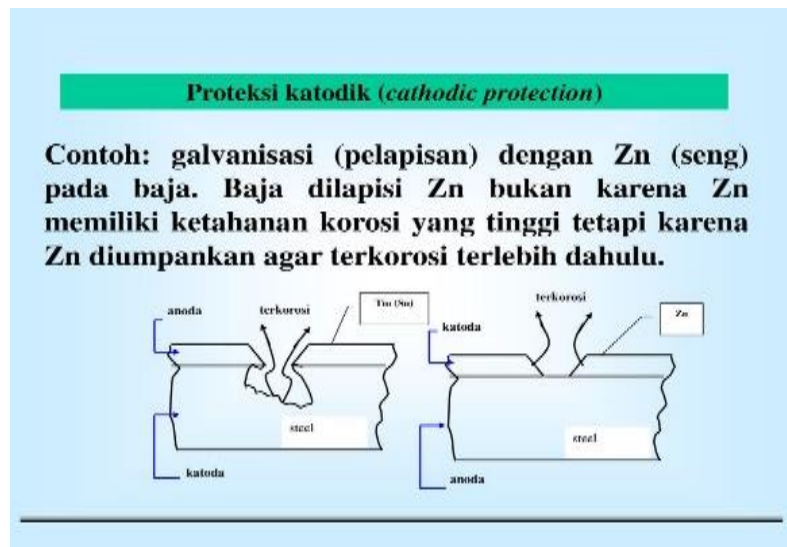 Proteksi katodik (cathodic protection)
Contoh: galvanisasi (pelapisan) dengan Zn (seng)
pada baja. Baja dilapisi Zn bukan karena Zn
memiliki ketahanan korosi yang tinggi tetapi karena
Zn diumpankan agar terkorosi terlebih dahulu.
anoda
terkorosi
Tin (Sn)
steel
katoda
terkorosi
katoda
Zn
steel
anoda